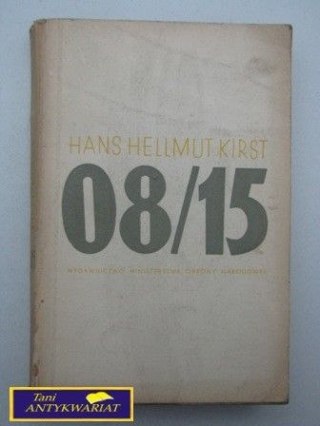 HANS HELLMUT KIRST
08/15
WYDAWNICTWO MINISTERSTWA OBRONY NARODOWEJ
Tani
ANTYKWARIAT